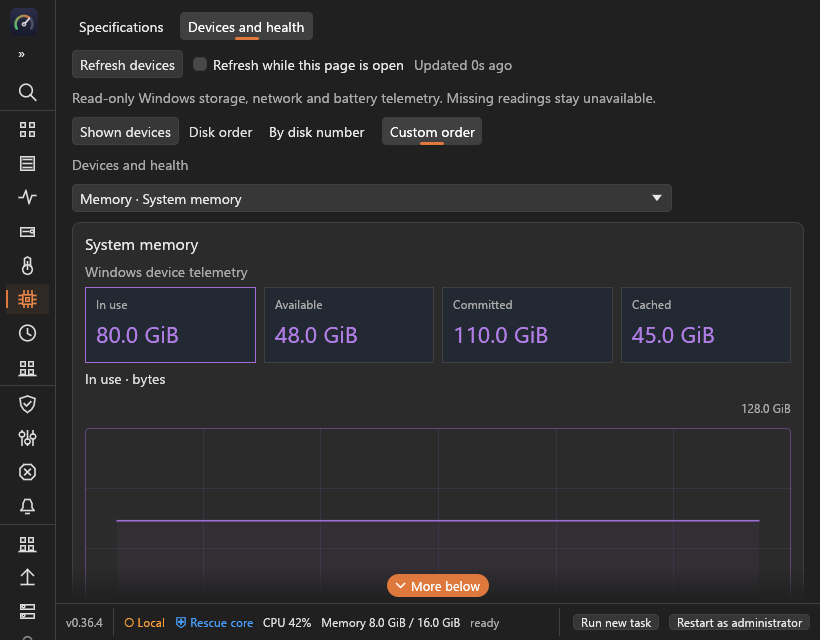 Specifications
Devices and health
»
Refresh devices
Refresh while this page is open
Updated 0s ago
Read-only Windows storage, network and battery telemetry. Missing readings stay unavailable.
Shown devices
Disk order
By disk number
Custom order
Devices and health
Memory · System memory
System memory
Windows device telemetry
In use
80.0 GiB
Available
48.0 GiB
Committed
110.0 GiB
Cached
45.0 GiB
In use · bytes
128.0 GiB
More below
v0.36.4
Local
Rescue core
CPU 42%
Memory 8.0 GiB / 16.0 GiB
ready
Run new task
Restart as administrator